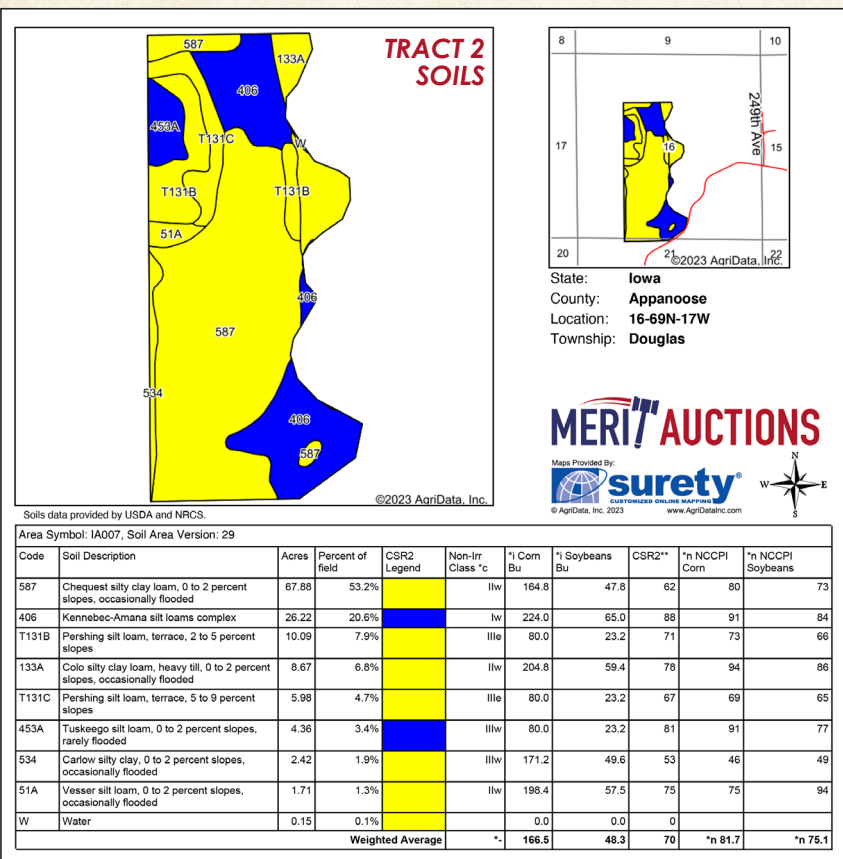 TRACT 2
SOILS
587
133A
406
453A
T131C
W
T131B
T131B
51A
406
587
534
406
587
©2023 AgriData, Inc.
Soils data provided by USDA and NRCS.
8
9
10
249th Ave
17
16
15
20
21
22
©2023 AgriData, Inc.
State: Iowa
County: Appanoose
Location: 16-69N-17W
Township: Douglas
MERIT AUCTIONS
Maps Provided By:
surety®
CUSTOMIZED ONLINE MAPPING
© AgriData, Inc. 2023 www.AgriDataInc.com
N
W E
S
Area Symbol: IA007, Soil Area Version: 29
Code Soil Description Acres Percent of field CSR2 Legend Non-Irr Class *c *i Corn Bu *i Soybeans Bu CSR2** *n NCCPI Corn *n NCCPI Soybeans
587 Chequest silty clay loam, 0 to 2 percent slopes, occasionally flooded 67.88 53.2% IIw 164.8 47.8 62 80 73
406 Kennebec-Amana silt loams complex 26.22 20.6% Iw 224.0 65.0 88 91 84
T131B Pershing silt loam, terrace, 2 to 5 percent slopes 10.09 7.9% IIIe 80.0 23.2 71 73 66
133A Colo silty clay loam, heavy till, 0 to 2 percent slopes, occasionally flooded 8.67 6.8% IIw 204.8 59.4 78 94 86
T131C Pershing silt loam, terrace, 5 to 9 percent slopes 5.98 4.7% IIIe 80.0 23.2 67 69 65
453A Tuskeego silt loam, 0 to 2 percent slopes, rarely flooded 4.36 3.4% IIIw 80.0 23.2 81 91 77
534 Carlow silty clay, 0 to 2 percent slopes, occasionally flooded 2.42 1.9% IIIw 171.2 49.6 53 46 49
51A Vesser silt loam, 0 to 2 percent slopes, occasionally flooded 1.71 1.3% IIw 198.4 57.5 75 75 94
W Water 0.15 0.1% 0.0 0.0 0
Weighted Average *- 166.5 48.3 70 *n 81.7 *n 75.1